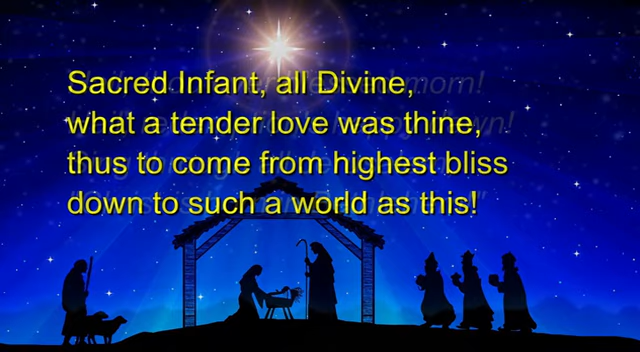 Sacred Infant, all Divine,
what a tender love was thine,
thus to come from highest bliss
down to such a world as this!
morn!